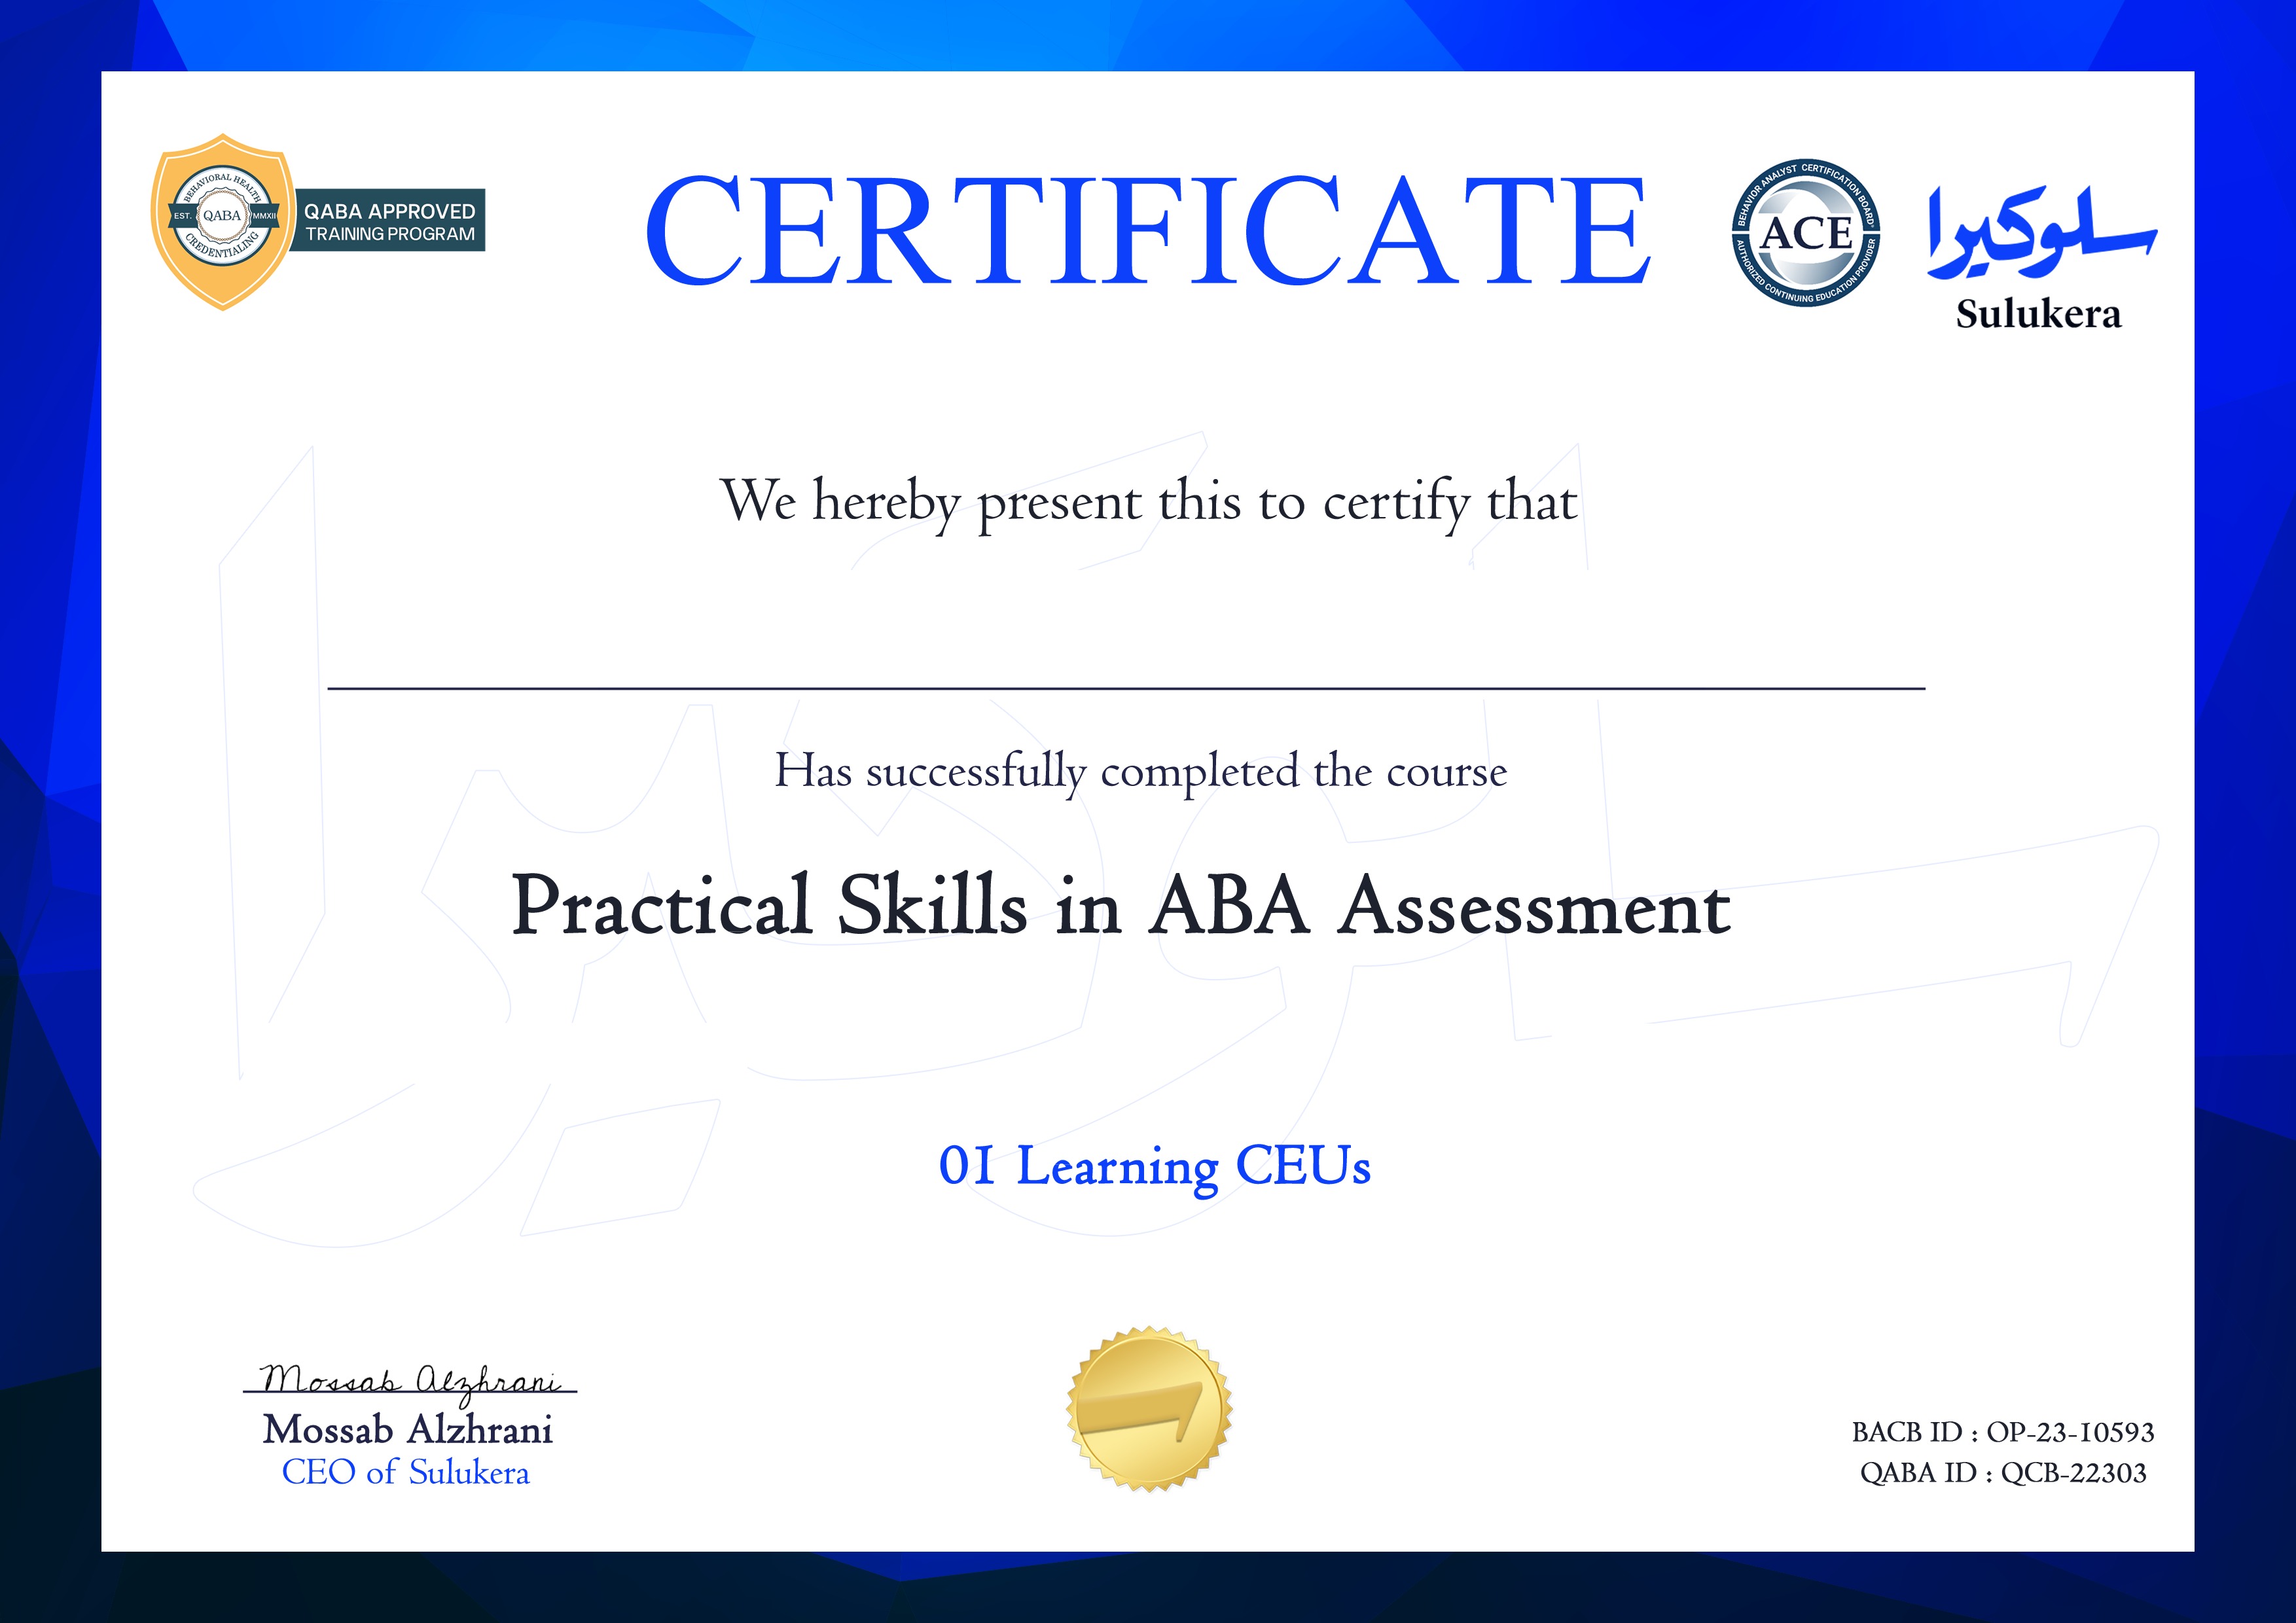 BEHAVIORAL HEALTH
EST. QABA MMXII
CREDENTIALING
QABA APPROVED
TRAINING PROGRAM
CERTIFICATE
BEHAVIOR ANALYST CERTIFICATION BOARD®
ACE
AUTHORIZED CONTINUING EDUCATION PROVIDER
سلوكيرا
Sulukera
We hereby present this to certify that
Has successfully completed the course
Practical Skills in ABA Assessment
01 Learning CEUs
Mossab Alzhrani
Mossab Alzhrani
CEO of Sulukera
BACB ID : OP-23-10593
QABA ID : QCB-22303